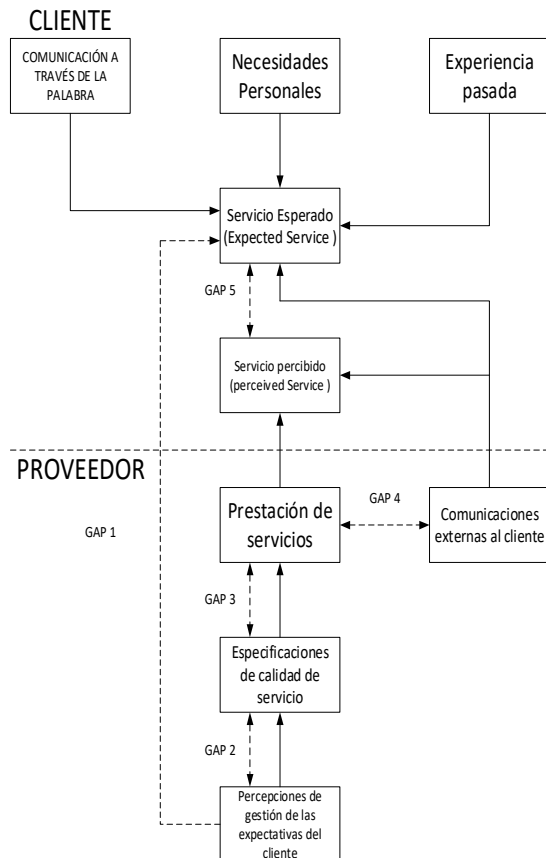 CLIENTE
COMUNICACIÓN A
TRAVÉS DE LA
PALABRA
Necesidades
Personales
Experiencia
pasada
Servicio Esperado
(Expected Service )
GAP 5
Servicio percibido
(perceived Service )
PROVEEDOR
GAP 1
Prestación de
servicios
GAP 4
Comunicaciones
externas al cliente
GAP 3
Especificaciones
de calidad de
servicio
GAP 2
Percepciones de
gestión de las
expectativas del
cliente